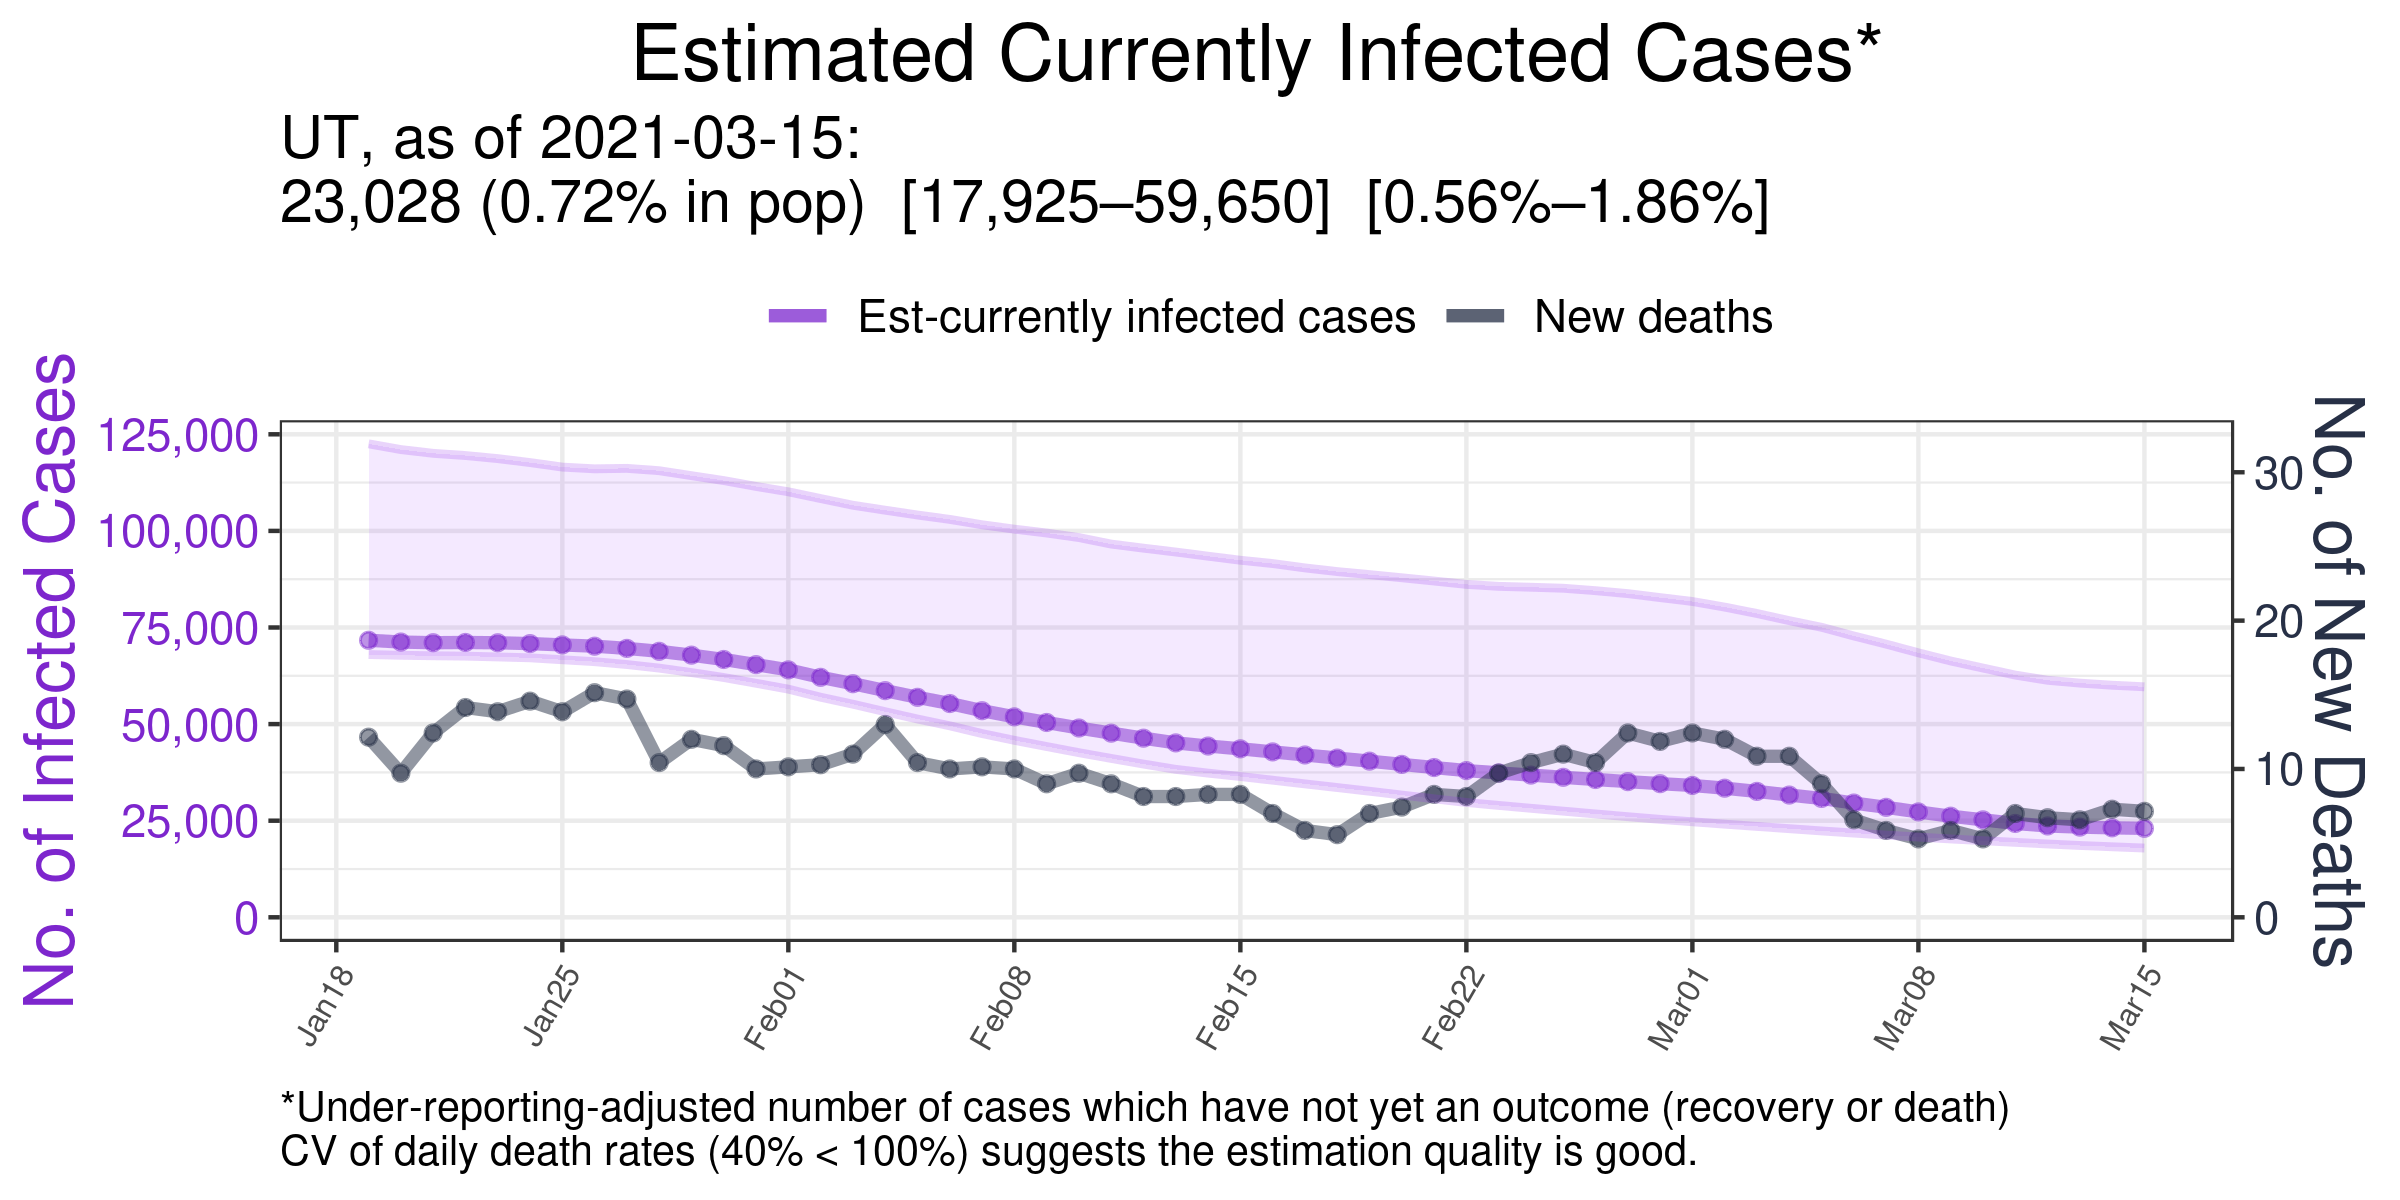 Estimated Currently Infected Cases*
UT, as of 2021-03-15:
23,028 (0.72% in pop)  [17,925–59,650]  [0.56%–1.86%]
Est-currently infected cases
New deaths
No. of Infected Cases
125,000
100,000
75,000
50,000
25,000
0
30
20
10
0
No. of New Deaths
Jan18
Jan25
Feb01
Feb08
Feb15
Feb22
Mar01
Mar08
Mar15
*Under-reporting-adjusted number of cases which have not yet an outcome (recovery or death)
CV of daily death rates (40% < 100%) suggests the estimation quality is good.